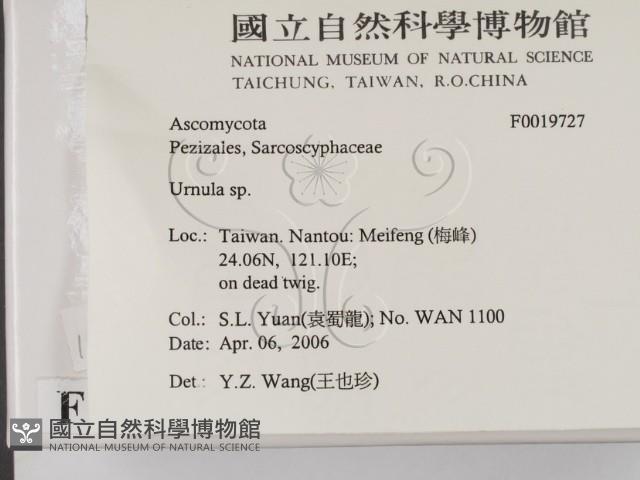 國立自然科學博物館
NATIONAL MUSEUM OF NATURAL SCIENCE
TAICHUNG, TAIWAN, R.O.CHINA
Ascomycota F0019727
Pezizales, Sarcoscyphaceae
Urnula sp.
Loc.: Taiwan. Nantou: Meifeng (梅峰)
24.06N, 121.10E;
on dead twig.
Col.: S.L. Yuan(袁蜀龍); No. WAN 1100
Date: Apr. 06, 2006
Det.: Y.Z. Wang(王也珍)
F
國立自然科學博物館
NATIONAL MUSEUM OF NATURAL SCIENCE